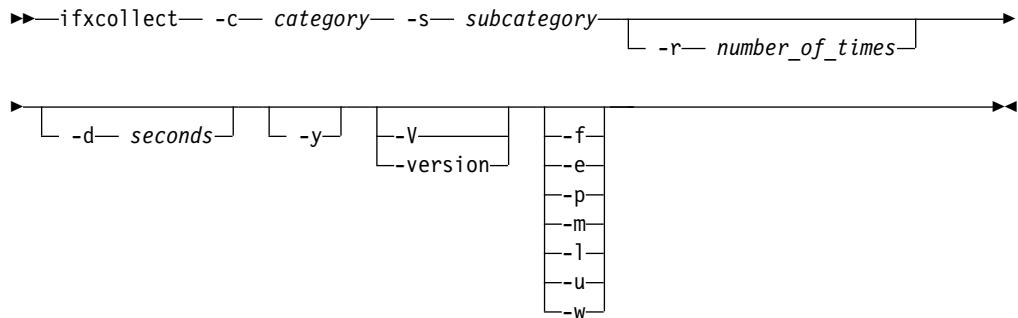 ifxcollect -c category -s subcategory
-r number_of_times
-d seconds -y -V -f
-version -e
-p
-m
-l
-u
-w